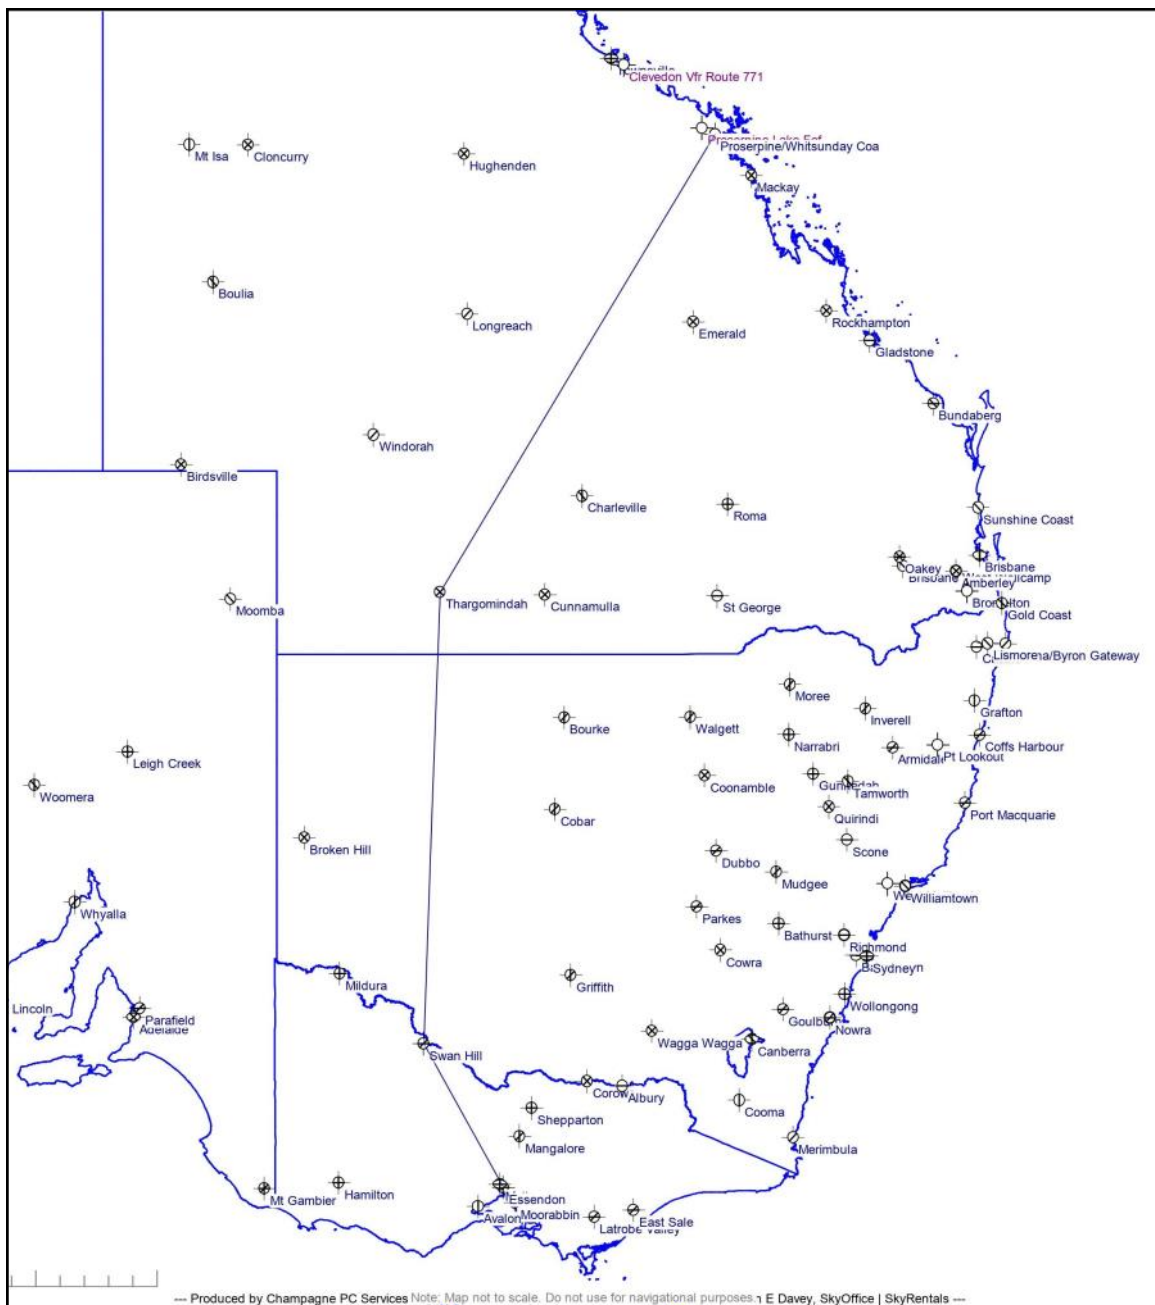 Clevedon Vfr Route 771
Proserpine/Whitsunday Coa
Mt Isa
Cloncurry
Hughenden
Mackay
Boulia
Longreach
Emerald
Rockhampton
Gladstone
Bundaberg
Windorah
Birdsville
Charleville
Roma
Sunshine Coast
Oakey
Brisbane
Amberley
Moomba
Thargomindah
Cunnamulla
St George
Gold Coast
Lismore
/Byron Gateway
Moree
Inverell
Grafton
Bourke
Walgett
Narrabri
Armidale
Pt Lookout
Coffs Harbour
Leigh Creek
Woomera
Coonamble
Tamworth
Cobar
Quirindi
Port Macquarie
Broken Hill
Scone
Dubbo
Mudgee
Williamtown
Whyalla
Parkes
Bathurst
Richmond
Cowra
Sydney
Mildura
Griffith
Wollongong
Lincoln
Parafield
Adelaide
Goulburn
Nowra
Swan Hill
Wagga Wagga
Canberra
Corowa
Albury
Cooma
Shepparton
Mangalore
Merimbula
Mt Gambier
Hamilton
Essendon
Avalon
Moorabbin
Latrobe Valley
East Sale
--- Produced by Champagne PC Services
Note: Map not to scale. Do not use for navigational purposes.
E Davey, SkyOffice | SkyRentals ---